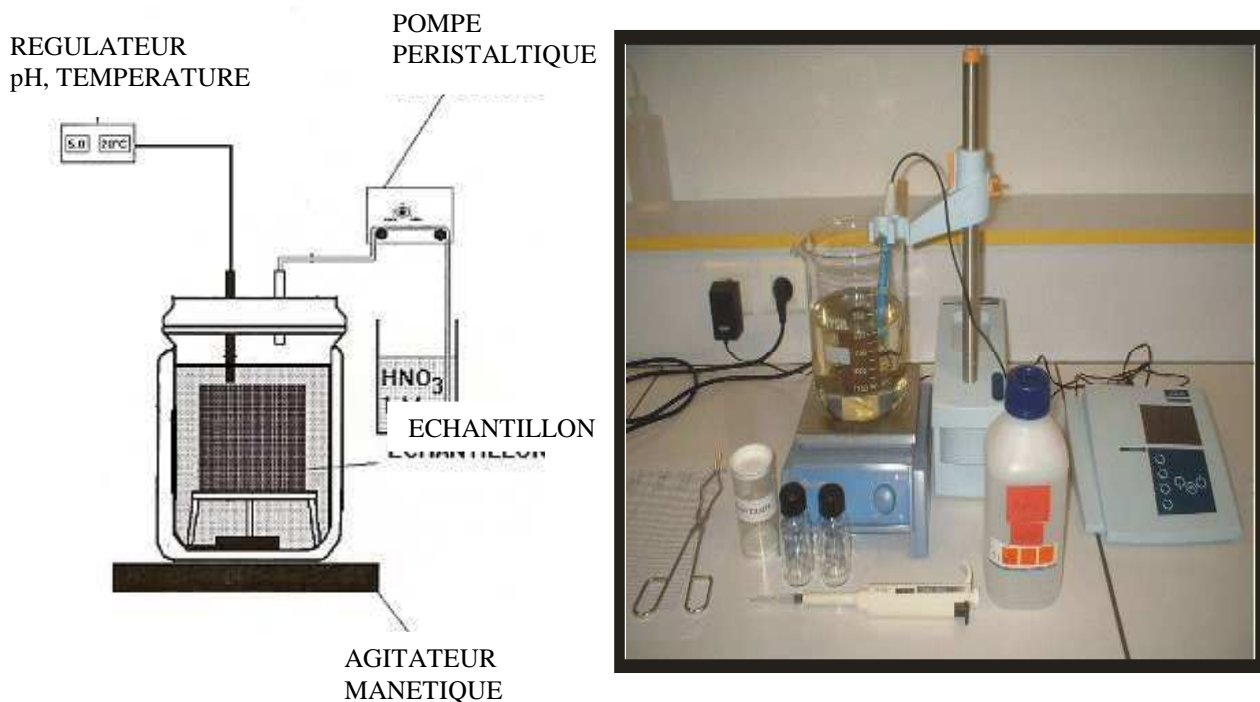 REGULATEUR
pH, TEMPERATURE
POMPE
PERISTALTIQUE
5.0 20°C
HNO3
ECHANTILLON
AGITATEUR
MANETIQUE